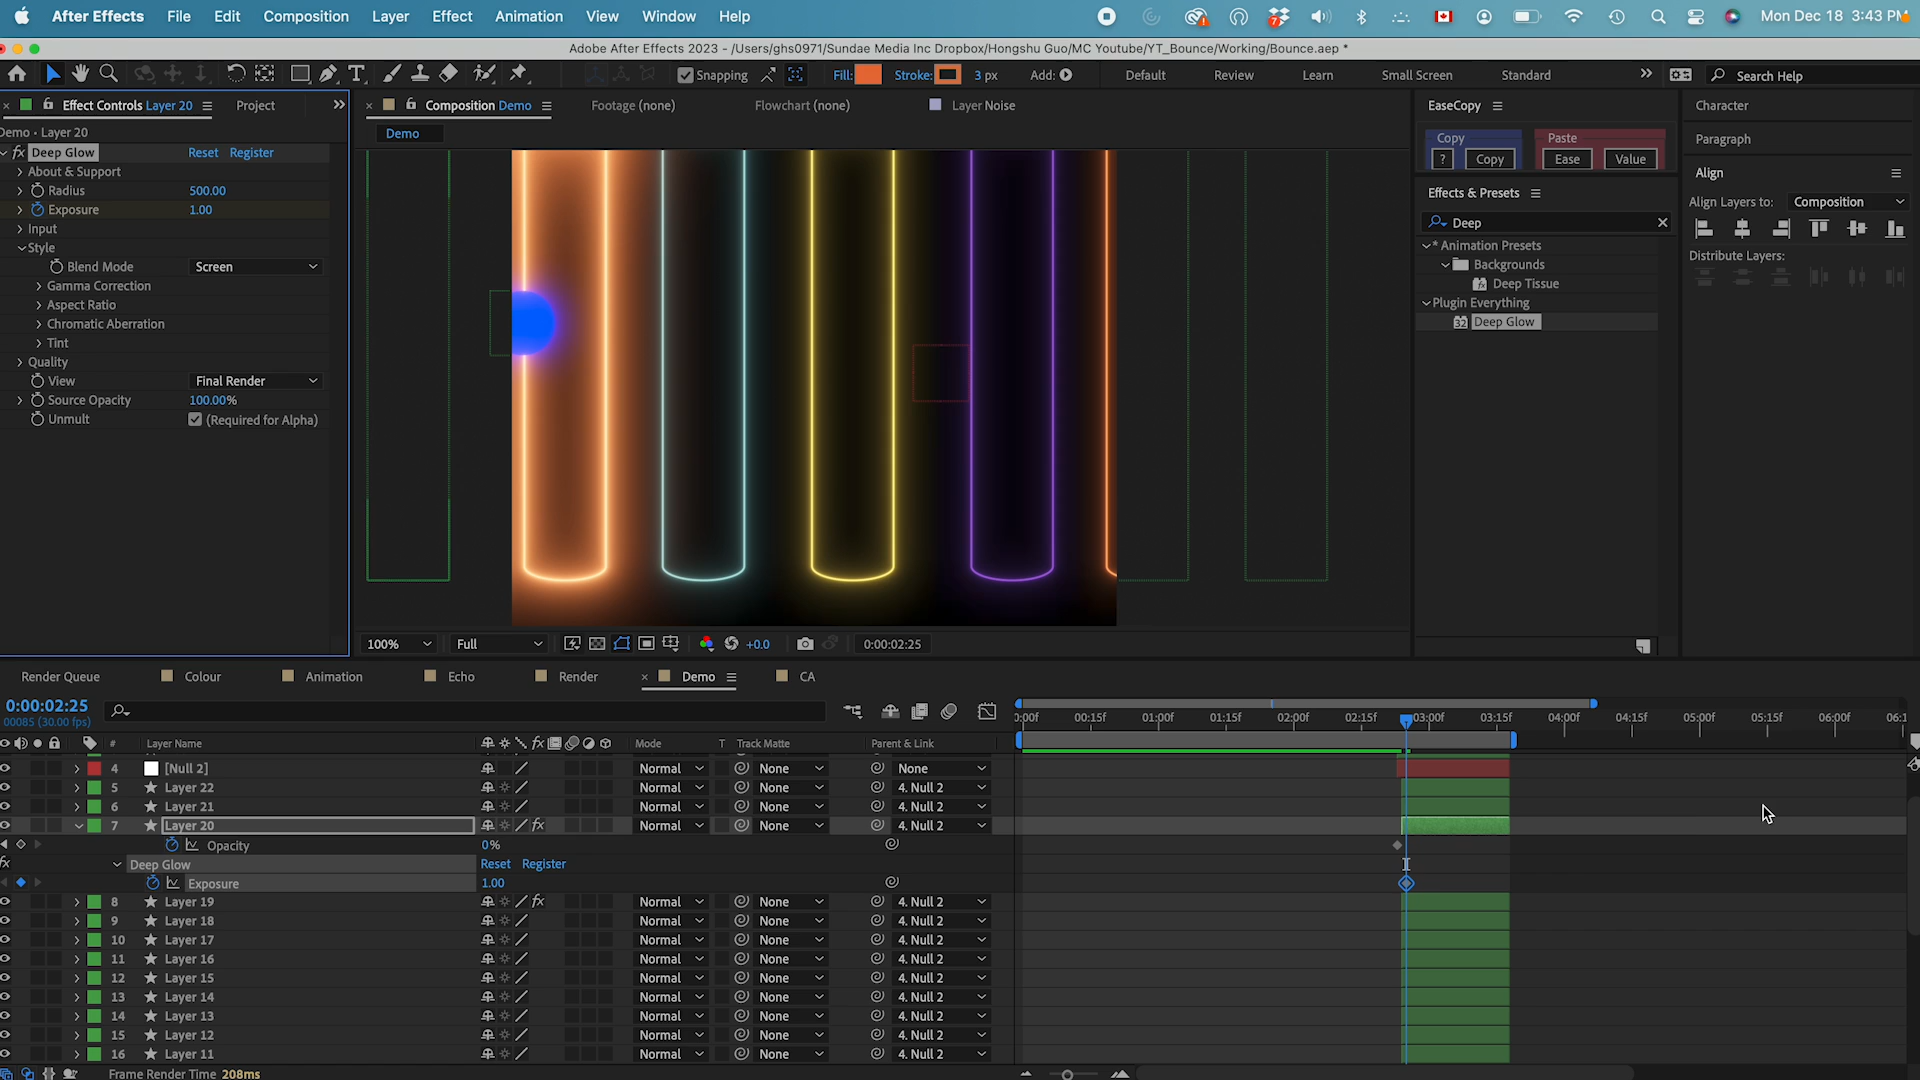 After Effects File Edit Composition Layer Effect Animation View Window Help Mon Dec 18 3:43 PM
Adobe After Effects 2023 - /Users/ghs0971/Sundae Media Inc Dropbox/Hongshu Guo/MC Youtube/YT_Bounce/Working/Bounce.aep *
Snapping Fill: Stroke: 3 px Add: Default Review Learn Small Screen Standard Search Help
Effect Controls Layer 20 Project Composition Demo Footage (none) Flowchart (none) Layer Noise EaseCopy Character
Demo • Layer 20
Demo
Copy Paste
? Copy Ease Value
Paragraph
fx Deep Glow Reset Register
About & Support
Radius 500.00
Exposure 1.00
Input
Style
Blend Mode Screen
Gamma Correction
Aspect Ratio
Chromatic Aberration
Tint
Quality
View Final Render
Source Opacity 100.00%
Unmult (Required for Alpha)
Effects & Presets
Deep
* Animation Presets
Backgrounds
Deep Tissue
Plugin Everything
32 Deep Glow
Align
Align Layers to: Composition
Distribute Layers:
100% Full +0.0 0:00:02:25
Render Queue Colour Animation Echo Render Demo CA
0:00:02:25
00085 (30.00 fps)
0:00f 00:15f 01:00f 01:15f 02:00f 02:15f 03:00f 03:15f 04:00f 04:15f 05:00f 05:15f 06:00f 06:1
# Layer Name fx Mode T Track Matte Parent & Link
4 [Null 2] Normal None None
5 Layer 22 Normal None 4. Null 2
6 Layer 21 Normal None 4. Null 2
7 Layer 20 fx Normal None 4. Null 2
Opacity 0%
fx Deep Glow Reset Register
Exposure 1.00
8 Layer 19 fx Normal None 4. Null 2
9 Layer 18 Normal None 4. Null 2
10 Layer 17 Normal None 4. Null 2
11 Layer 16 Normal None 4. Null 2
12 Layer 15 Normal None 4. Null 2
13 Layer 14 Normal None 4. Null 2
14 Layer 13 Normal None 4. Null 2
15 Layer 12 Normal None 4. Null 2
16 Layer 11 Normal None 4. Null 2
Frame Render Time 208ms